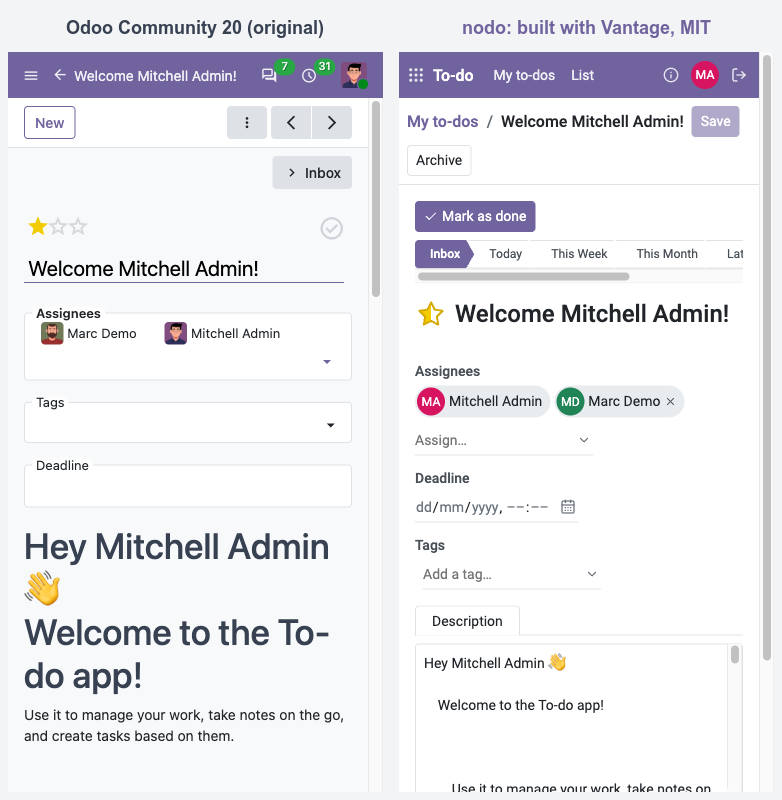 Odoo Community 20 (original)
Welcome Mitchell Admin!
7
31
New
Inbox
Welcome Mitchell Admin!
Assignees
Marc Demo Mitchell Admin
Tags
Deadline
Hey Mitchell Admin
👋
Welcome to the To-
do app!
Use it to manage your work, take notes on the go,
and create tasks based on them.
nodo: built with Vantage, MIT
To-do My to-dos List MA
My to-dos / Welcome Mitchell Admin! Save
Archive
Mark as done
Inbox Today This Week This Month Lat
Welcome Mitchell Admin!
Assignees
MA Mitchell Admin MD Marc Demo ×
Assign...
Deadline
dd/mm/yyyy, --:--
Tags
Add a tag...
Description
Hey Mitchell Admin 👋
Welcome to the To-do app!
Use it to manage your work, take notes on